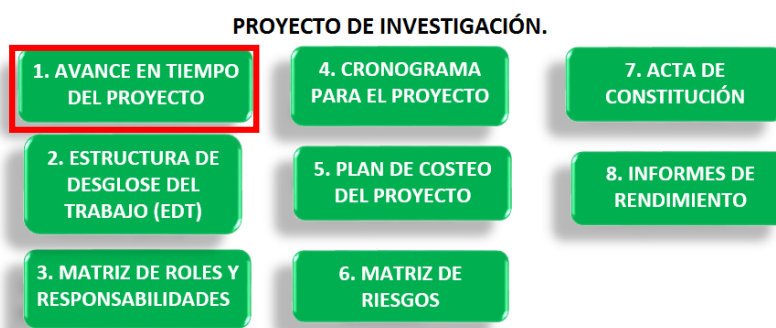 PROYECTO DE INVESTIGACIÓN.
1. AVANCE EN TIEMPO
DEL PROYECTO
2. ESTRUCTURA DE
DESGLOSE DEL
TRABAJO (EDT)
3. MATRIZ DE ROLES Y
RESPONSABILIDADES
4. CRONOGRAMA
PARA EL PROYECTO
5. PLAN DE COSTEO
DEL PROYECTO
6. MATRIZ DE
RIESGOS
7. ACTA DE
CONSTITUCIÓN
8. INFORMES DE
RENDIMIENTO